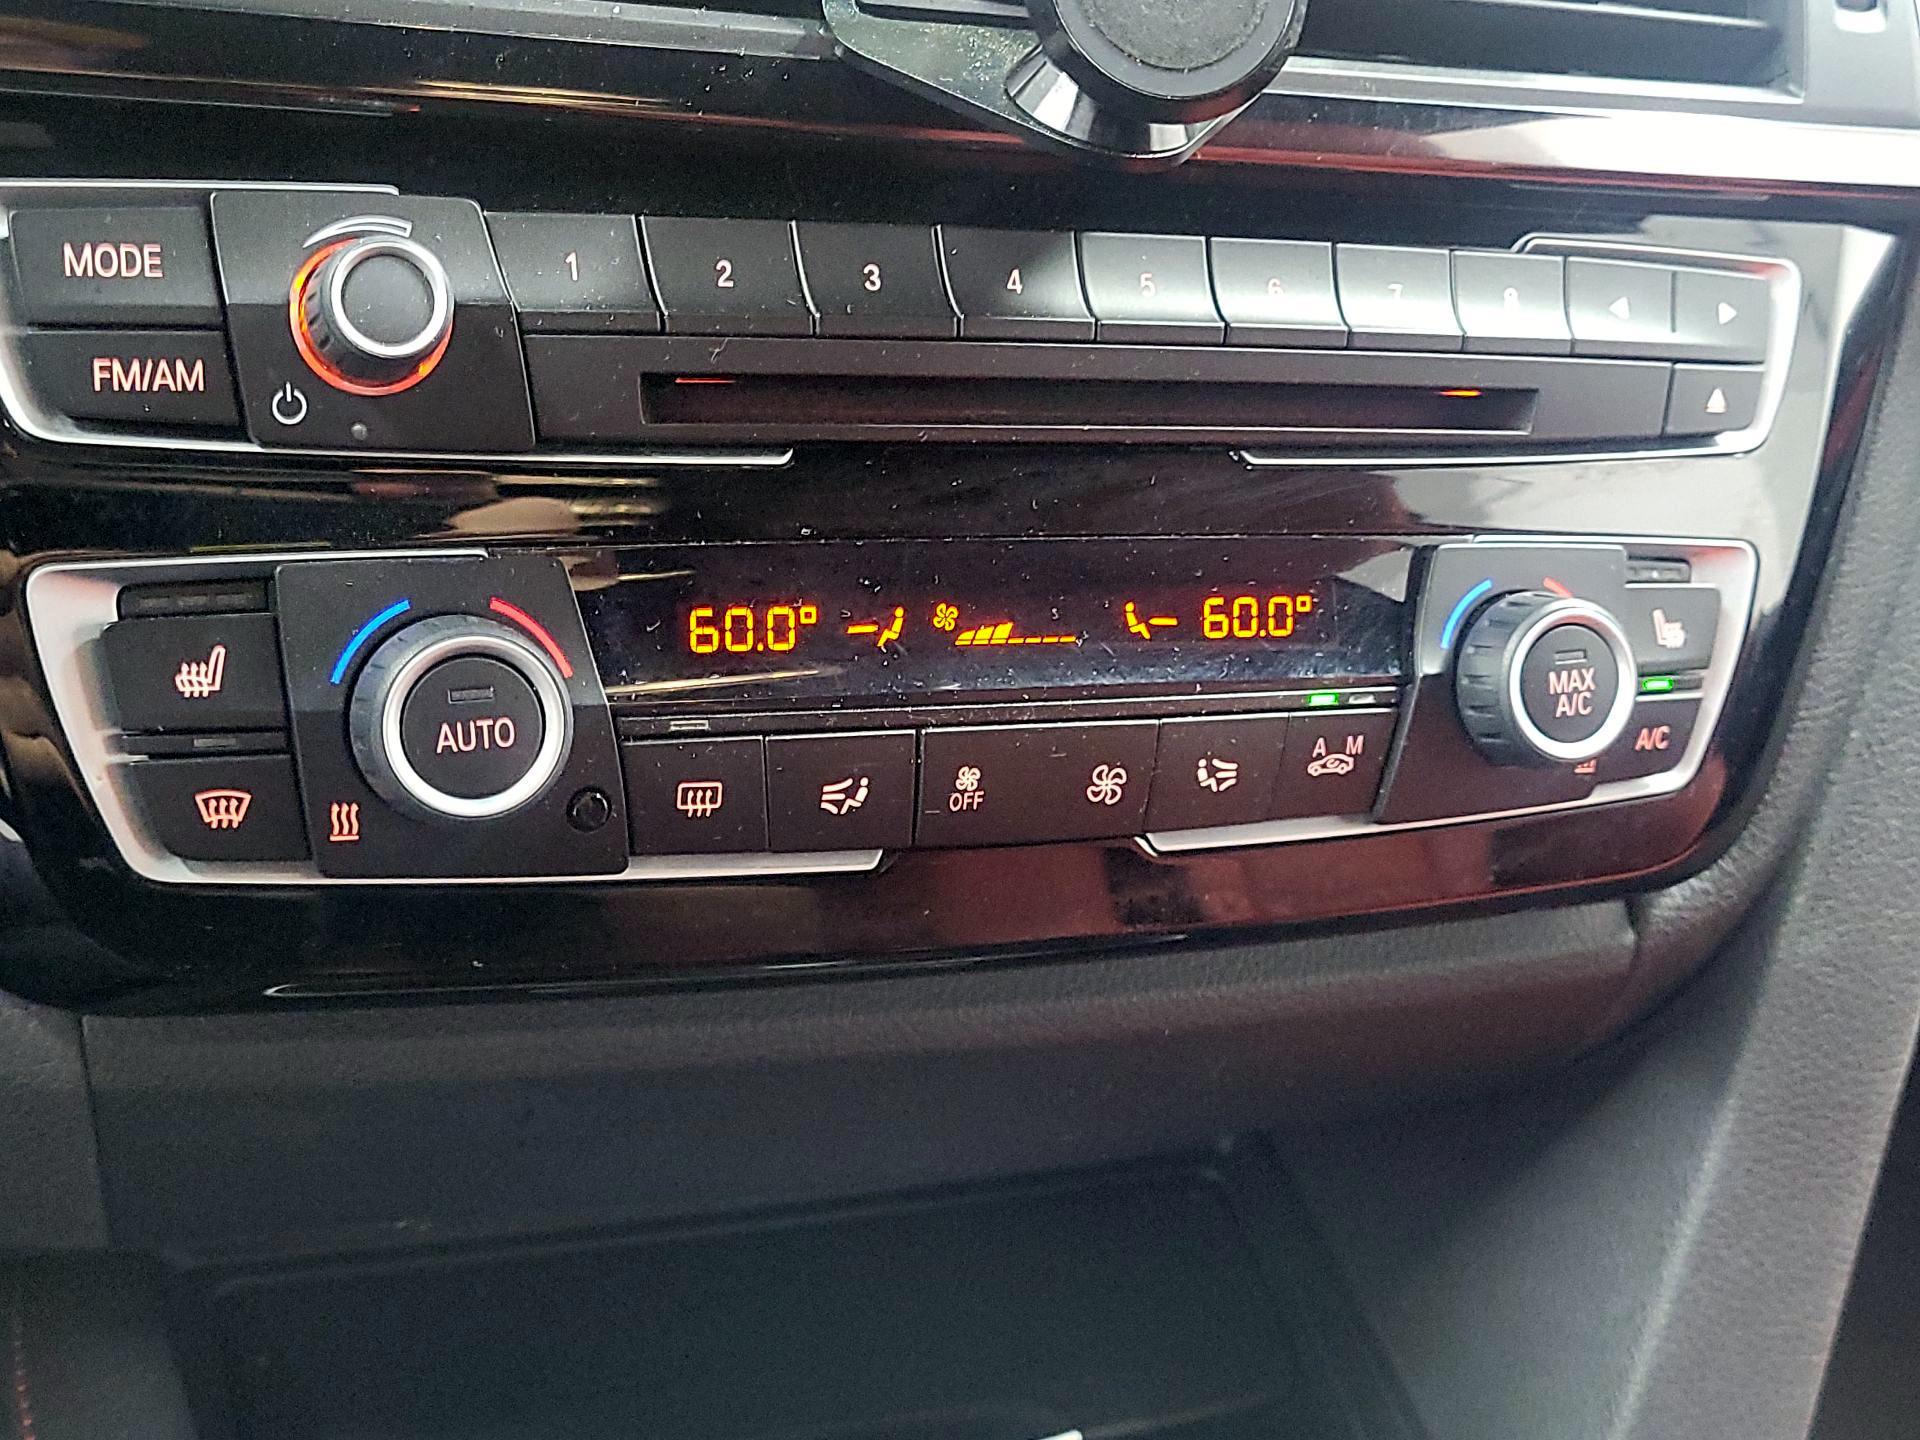 MODE
1 2 3 4 5 6 7 8
FM/AM
60.0° 60.0°
AUTO
MAX
A/C
A/C
A M
OFF